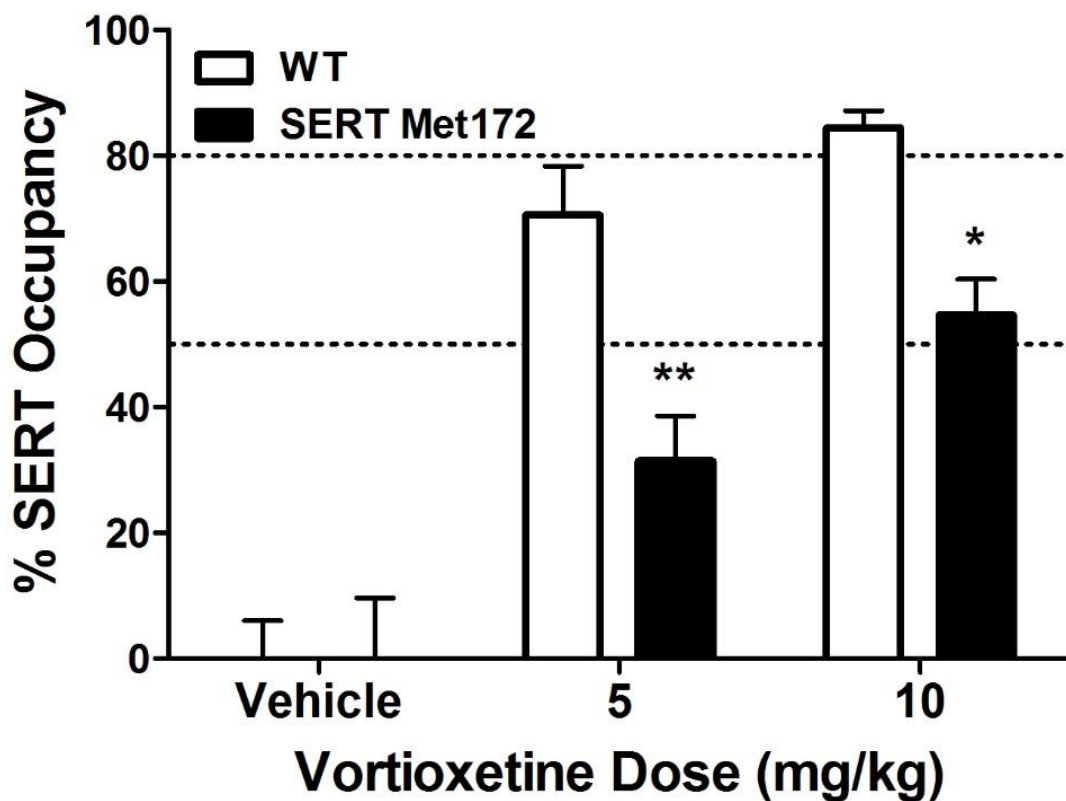 % SERT Occupancy
100
80
60
40
20
0
WT
SERT Met172
**
*
Vehicle
5
10
Vortioxetine Dose (mg/kg)